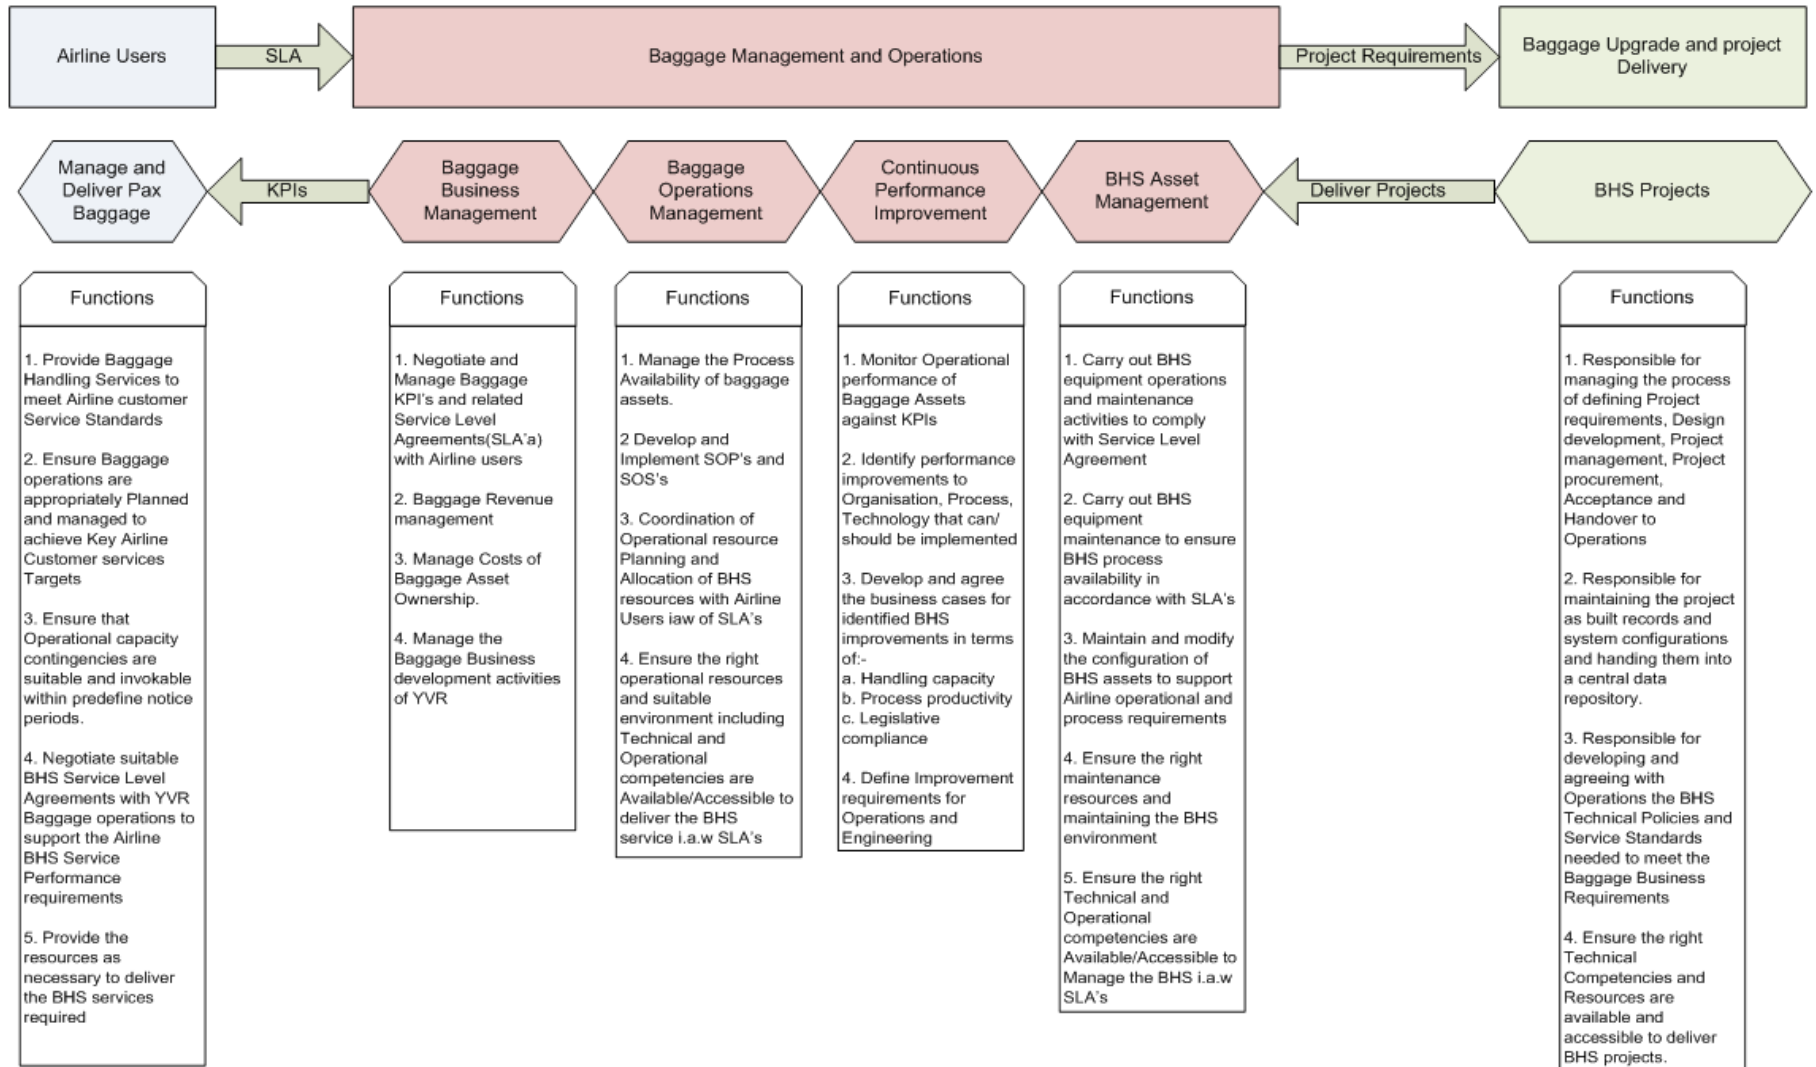 Airline Users
SLA
Baggage Management and Operations
Project Requirements
Baggage Upgrade and project
Delivery
Manage and
Deliver Pax
Baggage
KPIs
Baggage
Business
Management
Baggage
Operations
Management
Continuous
Performance
Improvement
BHS Asset
Management
Deliver Projects
BHS Projects
Functions
1. Provide Baggage
Handling Services to
meet Airline customer
Service Standards
2. Ensure Baggage
operations are
appropriately Planned
and managed to
achieve Key Airline
Customer services
Targets
3. Ensure that
Operational capacity
contingencies are
suitable and invokable
within predefine notice
periods.
4. Negotiate suitable
BHS Service Level
Agreements with YVR
Baggage operations to
support the Airline
BHS Service
Performance
requirements
5. Provide the
resources as
necessary to deliver
the BHS services
required
Functions
1. Negotiate and
Manage Baggage
KPI's and related
Service Level
Agreements(SLA'a)
with Airline users
2. Baggage Revenue
management
3. Manage Costs of
Baggage Asset
Ownership.
4. Manage the
Baggage Business
development activities
of YVR
Functions
1. Manage the Process
Availability of baggage
assets.
2 Develop and
Implement SOP's and
SOS's
3. Coordination of
Operational resource
Planning and
Allocation of BHS
resources with Airline
Users iaw of SLA's
4. Ensure the right
operational resources
and suitable
environment including
Technical and
Operational
competencies are
Available/Accessible to
deliver the BHS
service i.a.w SLA's
Functions
1. Monitor Operational
performance of
Baggage Assets
against KPIs
2. Identify performance
improvements to
Organisation, Process,
Technology that can/
should be implemented
3. Develop and agree
the business cases for
identified BHS
improvements in terms
of:-
a. Handling capacity
b. Process productivity
c. Legislative
compliance
4. Define Improvement
requirements for
Operations and
Engineering
Functions
1. Carry out BHS
equipment operations
and maintenance
activities to comply
with Service Level
Agreement
2. Carry out BHS
equipment
maintenance to ensure
BHS process
availability in
accordance with SLA's
3. Maintain and modify
the configuration of
BHS assets to support
Airline operational and
process requirements
4. Ensure the right
maintenance
resources and
maintaining the BHS
environment
5. Ensure the right
Technical and
Operational
competencies are
Available/Accessible to
Manage the BHS i.a.w
SLA's
Functions
1. Responsible for
managing the process
of defining Project
requirements, Design
development, Project
management, Project
procurement,
Acceptance and
Handover to
Operations
2. Responsible for
maintaining the project
as built records and
system configurations
and handing them into
a central data
repository.
3. Responsible for
developing and
agreeing with
Operations the BHS
Technical Policies and
Service Standards
needed to meet the
Baggage Business
Requirements
4. Ensure the right
Technical
Competencies and
Resources are
available and
accessible to deliver
BHS projects.